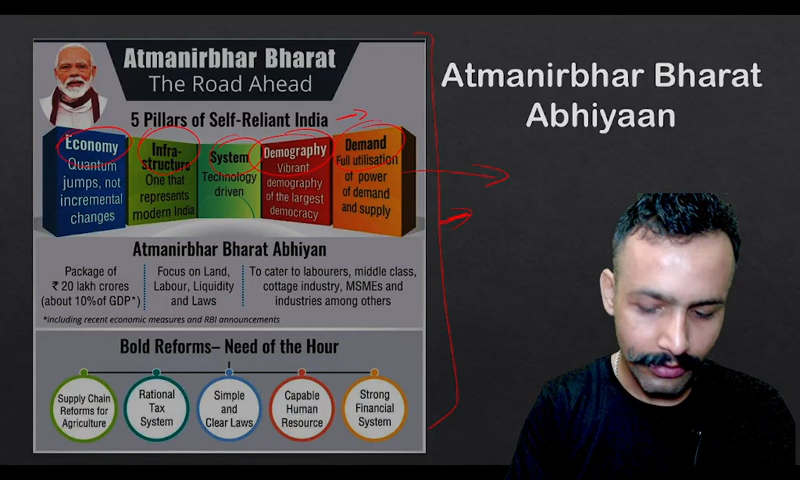 Atmanirbhar Bharat
The Road Ahead
5 Pillars of Self-Reliant India
Economy
Quantum
jumps, not
incremental
changes
Infra-
structure
One that
represents
modern India
System
Technology
driven
Demography
Vibrant
demography
of the largest
democracy
Demand
Full utilisation
of power
of demand
and supply
Atmanirbhar Bharat Abhiyan
Package of
₹ 20 lakh crores
(about 10%of GDP*)
Focus on Land,
Labour, Liquidity
and Laws
To cater to labourers, middle class,
cottage industry, MSMEs and
industries among others
*including recent economic measures and RBI announcements
Bold Reforms– Need of the Hour
Supply Chain
Reforms for
Agriculture
Rational
Tax
System
Simple
and
Clear Laws
Capable
Human
Resource
Strong
Financial
System
Atmanirbhar Bharat
Abhiyaan